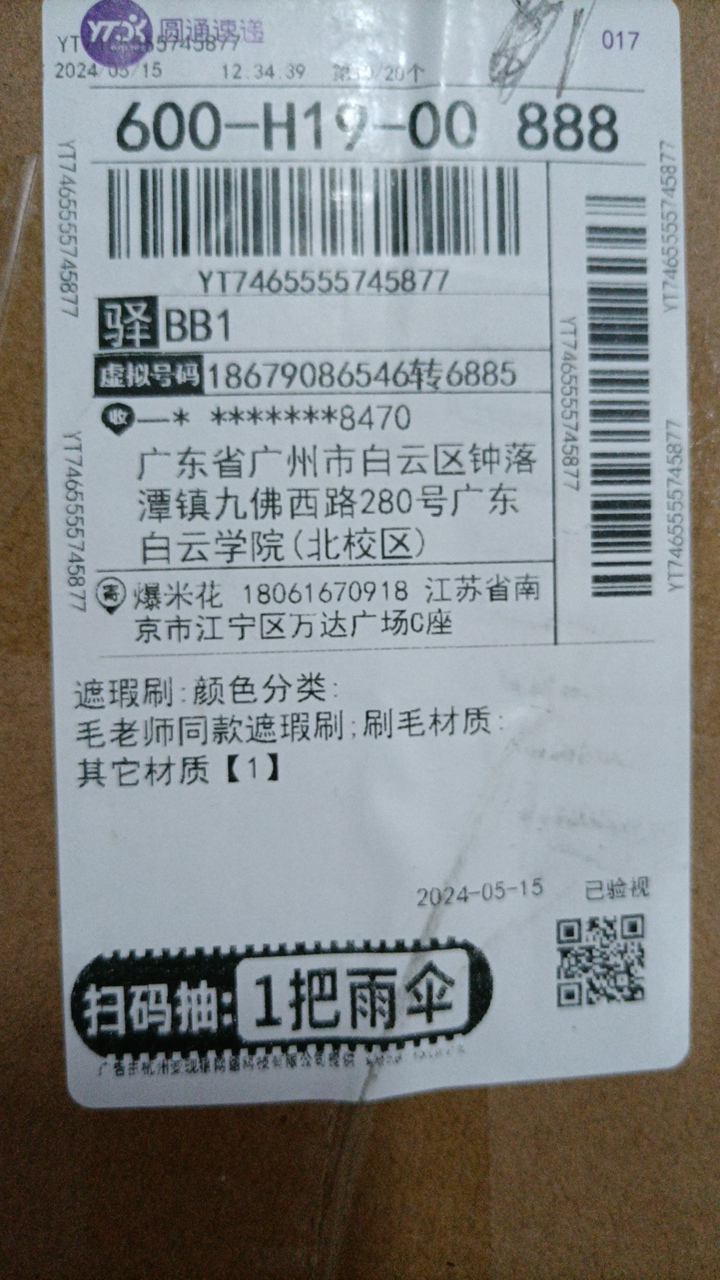 圆通速递
017
2024/05/15 12.34.39
600-H19-00 888
YT7465555745877
驿 BB1
虚拟号码 18679086546转6885
收 一* *******8470
广东省广州市白云区钟落
潭镇九佛西路280号广东
白云学院(北校区)
寄 爆米花 18061670918 江苏省南
京市江宁区万达广场C座
YT7465555745877
YT7465555745877
YT7465555745877
YT7465555745877
YT7465555745877
遮瑕刷:颜色分类:
毛老师同款遮瑕刷;刷毛材质:
其它材质【1】
2024-05-15 已验视
扫码抽: 1把雨伞